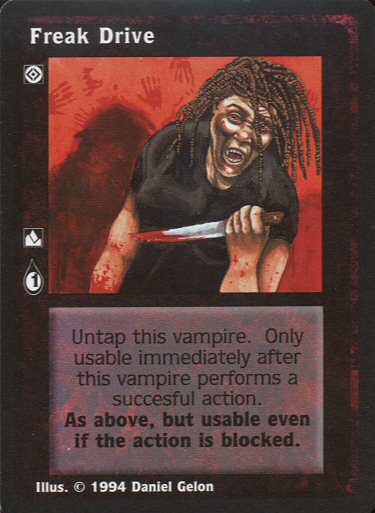 Freak Drive
1
Untap this vampire. Only
usable immediately after
this vampire performs a
succesful action.
As above, but usable even
if the action is blocked.
Illus. © 1994 Daniel Gelon